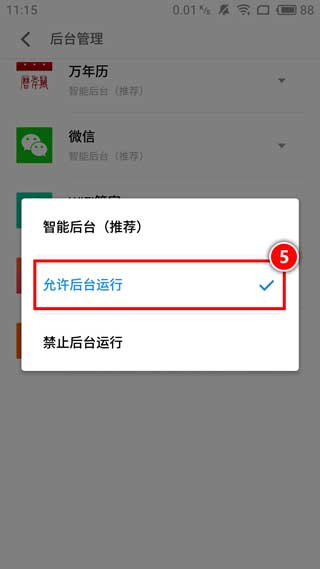 11:15
0.01 K/s
88
后台管理
万年历
智能后台（推荐）
微信
智能后台（推荐）
智能后台（推荐）
允许后台运行
5
禁止后台运行